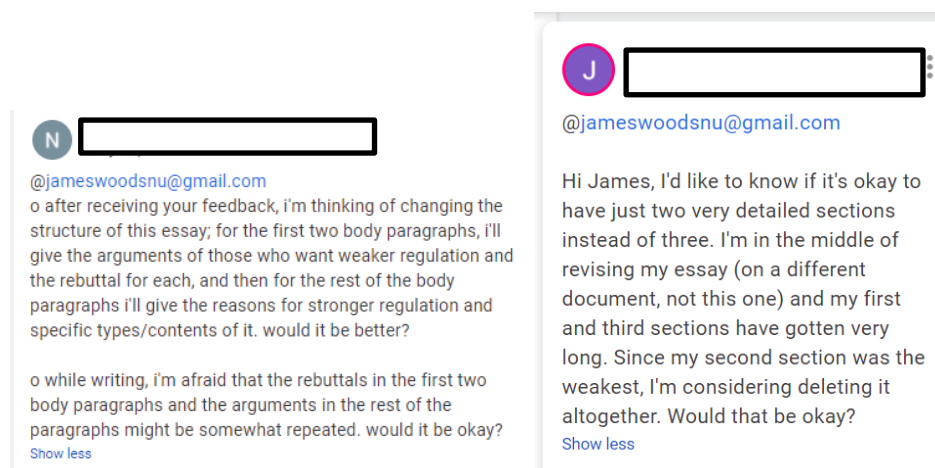 N
@jameswoodsnu@gmail.com
o after receiving your feedback, i'm thinking of changing the
structure of this essay; for the first two body paragraphs, i'll
give the arguments of those who want weaker regulation and
the rebuttal for each, and then for the rest of the body
paragraphs i'll give the reasons for stronger regulation and
specific types/contents of it. would it be better?
o while writing, i'm afraid that the rebuttals in the first two
body paragraphs and the arguments in the rest of the
paragraphs might be somewhat repeated. would it be okay?
Show less
J
@jameswoodsnu@gmail.com
Hi James, I'd like to know if it's okay to
have just two very detailed sections
instead of three. I'm in the middle of
revising my essay (on a different
document, not this one) and my first
and third sections have gotten very
long. Since my second section was the
weakest, I'm considering deleting it
altogether. Would that be okay?
Show less